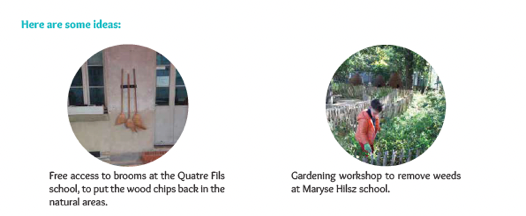 Here are some ideas:
Free access to brooms at the Quatre Fils
school, to put the wood chips back in the
natural areas.
Gardening workshop to remove weeds
at Maryse Hilsz school.